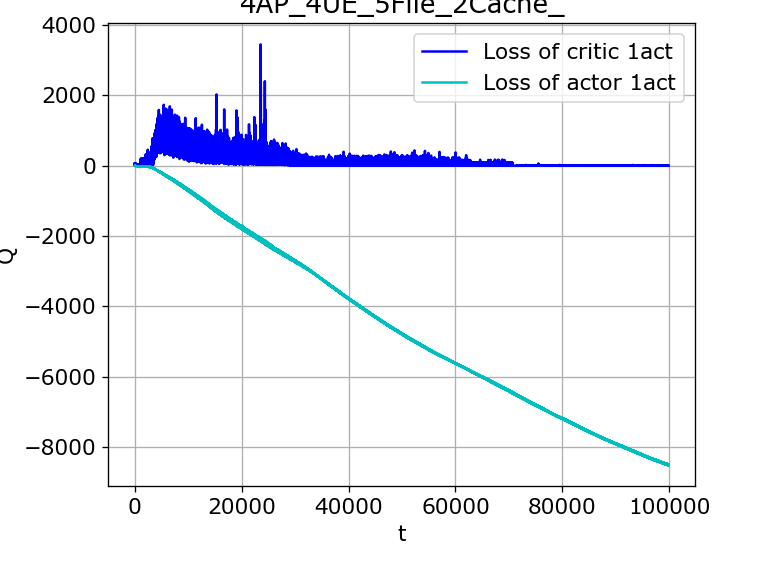 4AP_4UE_5File_2Cache_
4000
2000
0
−2000
−4000
−6000
−8000
Q
Loss of critic 1act
Loss of actor 1act
0 20000 40000 60000 80000 100000
t